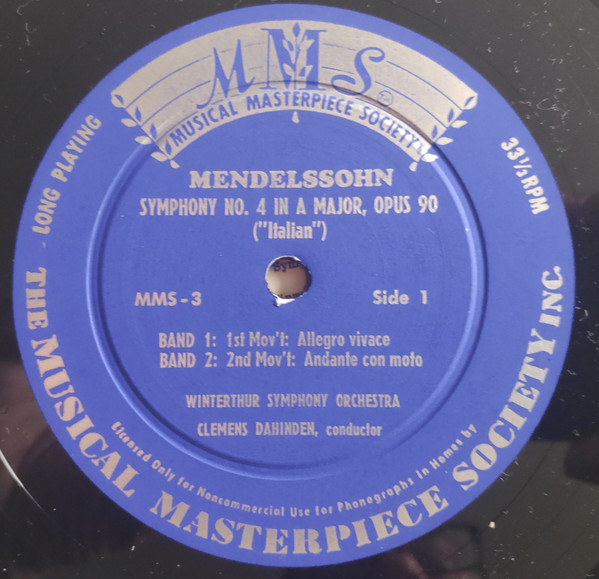 MMS
MUSICAL MASTERPIECE SOCIETY
LONG PLAYING
33 1/3 RPM
MENDELSSOHN
SYMPHONY NO. 4 IN A MAJOR, OPUS 90
("Italian")
MMS-3
Side 1
BAND 1: 1st Mov't: Allegro vivace
BAND 2: 2nd Mov't: Andante con moto
WINTERTHUR SYMPHONY ORCHESTRA
CLEMENS DAHINDEN, conductor
Licensed Only for Noncommercial Use for Phonographs in Homes by
THE MUSICAL MASTERPIECE SOCIETY INC.